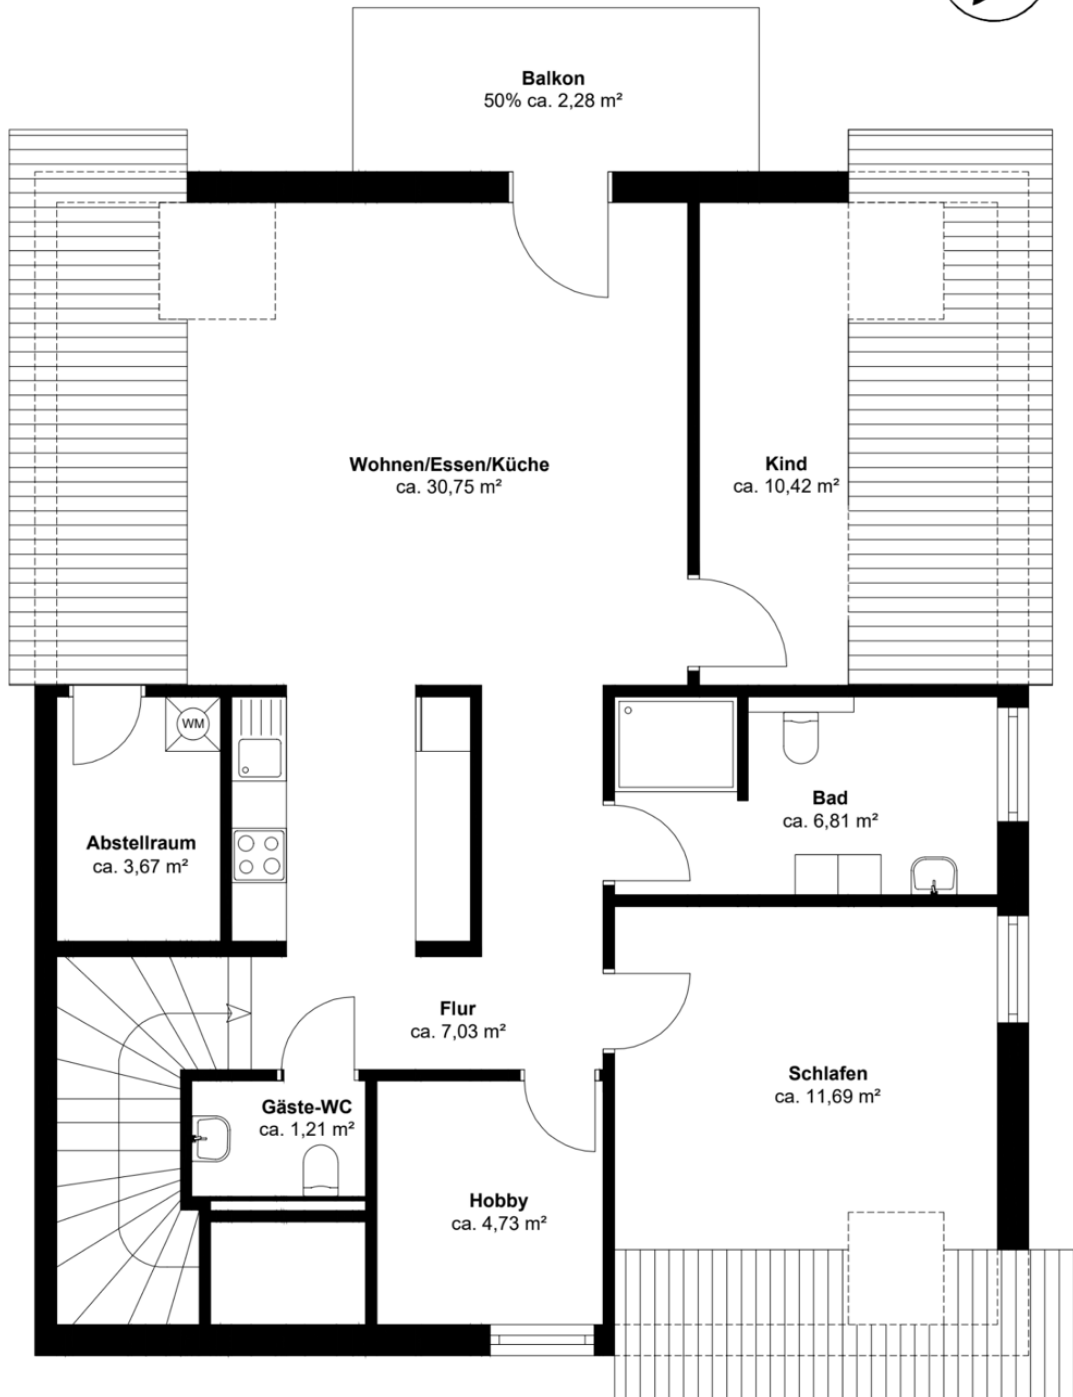 Balkon
50% ca. 2,28 m²
Wohnen/Essen/Küche
ca. 30,75 m²
Kind
ca. 10,42 m²
WM
Abstellraum
ca. 3,67 m²
Bad
ca. 6,81 m²
Flur
ca. 7,03 m²
Schlafen
ca. 11,69 m²
Gäste-WC
ca. 1,21 m²
Hobby
ca. 4,73 m²